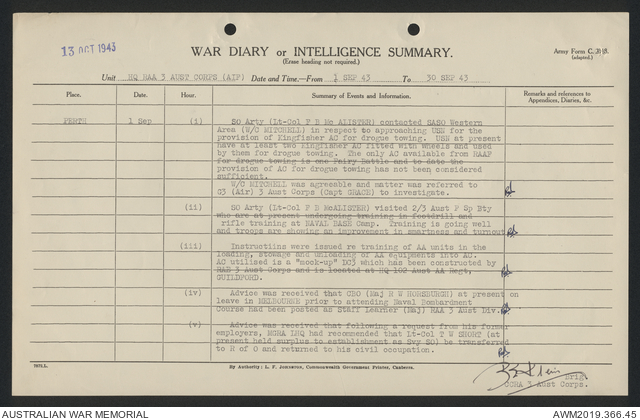 13 OCT 1943
WAR DIARY or INTELLIGENCE SUMMARY.
(Erase heading not required.)
Army Form C.
(adapted.)
Unit HQ HAA 3 AUST CORPS (AIF) Date and Time.—From 1 SEP 43 To 30 SEP 43
Place. Date. Hour. Summary of Events and Information. Remarks and references to Appendices, Diaries, &c.
PERTH 1 Sep (i) SO Arty (Lt-Col F B Mc ALISTER) contacted SASO Western
Area (W/C MITCHELL) in respect to approaching USN for the
provision of Kingfisher AC for drogue towing. USN at present
have at least two Kingfisher AC fitted with wheels and used
by them for drogue towing. The only AC available from RAAF
for drogue towing is one Fairy Battle and to date the
provision of AC for drogue towing has not been considered
sufficient.
W/C MITCHELL was agreeable and matter was referred to
G3 (Air) 3 Aust Corps (Capt GRACH) to investigate.
(ii) SO Arty (Lt-Col F B McALISTER) visited 2/3 Aust F Sp Bty
who are at present undergoing training in footdrill and
rifle training at NAVAL BASE Camp. Training is going well
and troops are showing an improvement in smartness and turnout
(iii) Instructiins were issued re training of AA units in the
loading, stowage and unloading of AA equipments into AC.
AC utilized is a "mock-up" DC3 which has been constructed by
HAA 3 Aust Corps and is located at HQ 102 Aust AA Regt,
GUILDFORD.
(iv) Advice was received that CBO (Maj R W HORSBURGH) at present on
leave in MELBOURNE prior to attending Naval Bombardment
Course had been posted as Staff Learner (Maj) HAA 3 Aust Div.
(v) Advice was received that following a request from his former
employers, MGRA LHQ had recommended that Lt-Col T W SHORT (at
present held surplus to establishment as Svy SO) be transferred
to R of O and returned to his civil occupation.
Brig.
CCRA 3 Aust Corps.
By Authority: L. F. JOHNSTON, Commonwealth Government Printer, Canberra.
AUSTRALIAN WAR MEMORIAL
AWM2019.366.45